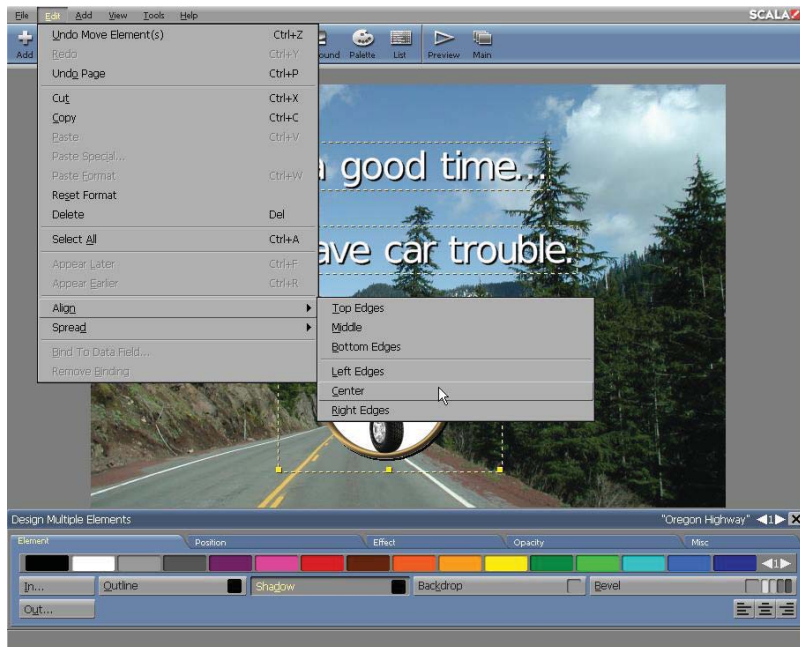 File Edit Add View Tools Help SCALA
Add ound Palette List Preview Main
Undo Move Element(s) Ctrl+Z
Redo Ctrl+Y
Undo Page Ctrl+P
Cut Ctrl+X
Copy Ctrl+C
Paste Ctrl+V
Paste Special...
Paste Format Ctrl+W
Reset Format
Delete Del
Select All Ctrl+A
Appear Later Ctrl+F
Appear Earlier Ctrl+R
Align
Spread
Bind To Data Field...
Remove Binding
Top Edges
Middle
Bottom Edges
Left Edges
Center
Right Edges
good time...
ave car trouble.
Design Multiple Elements "Oregon Highway" 1
Element Position Effect Opacity Misc
1
In... Outline Shadow Backdrop Bevel
Out...